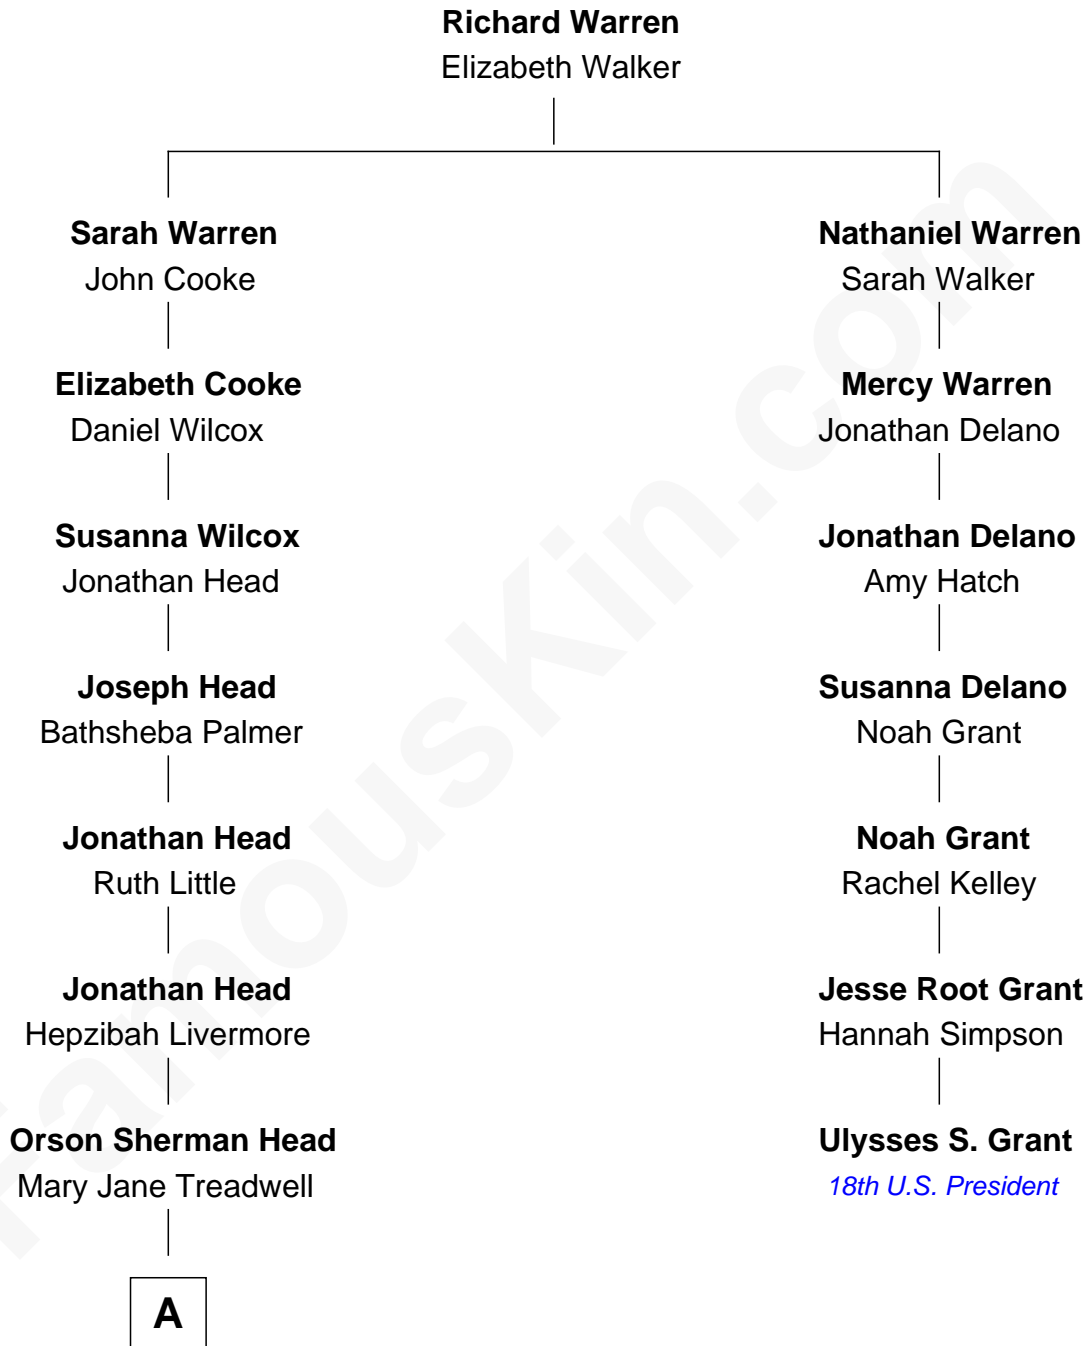 Richard Warren
Elizabeth Walker
Sarah Warren
John Cooke
Nathaniel Warren
Sarah Walker
Elizabeth Cooke
Daniel Wilcox
Mercy Warren
Jonathan Delano
Susanna Wilcox
Jonathan Head
Jonathan Delano
Amy Hatch
Joseph Head
Bathsheba Palmer
Susanna Delano
Noah Grant
Jonathan Head
Ruth Little
Noah Grant
Rachel Kelley
Jonathan Head
Hepzibah Livermore
Jesse Root Grant
Hannah Simpson
Orson Sherman Head
Mary Jane Treadwell
Ulysses S. Grant
18th U.S. President
A
FamousKin.com